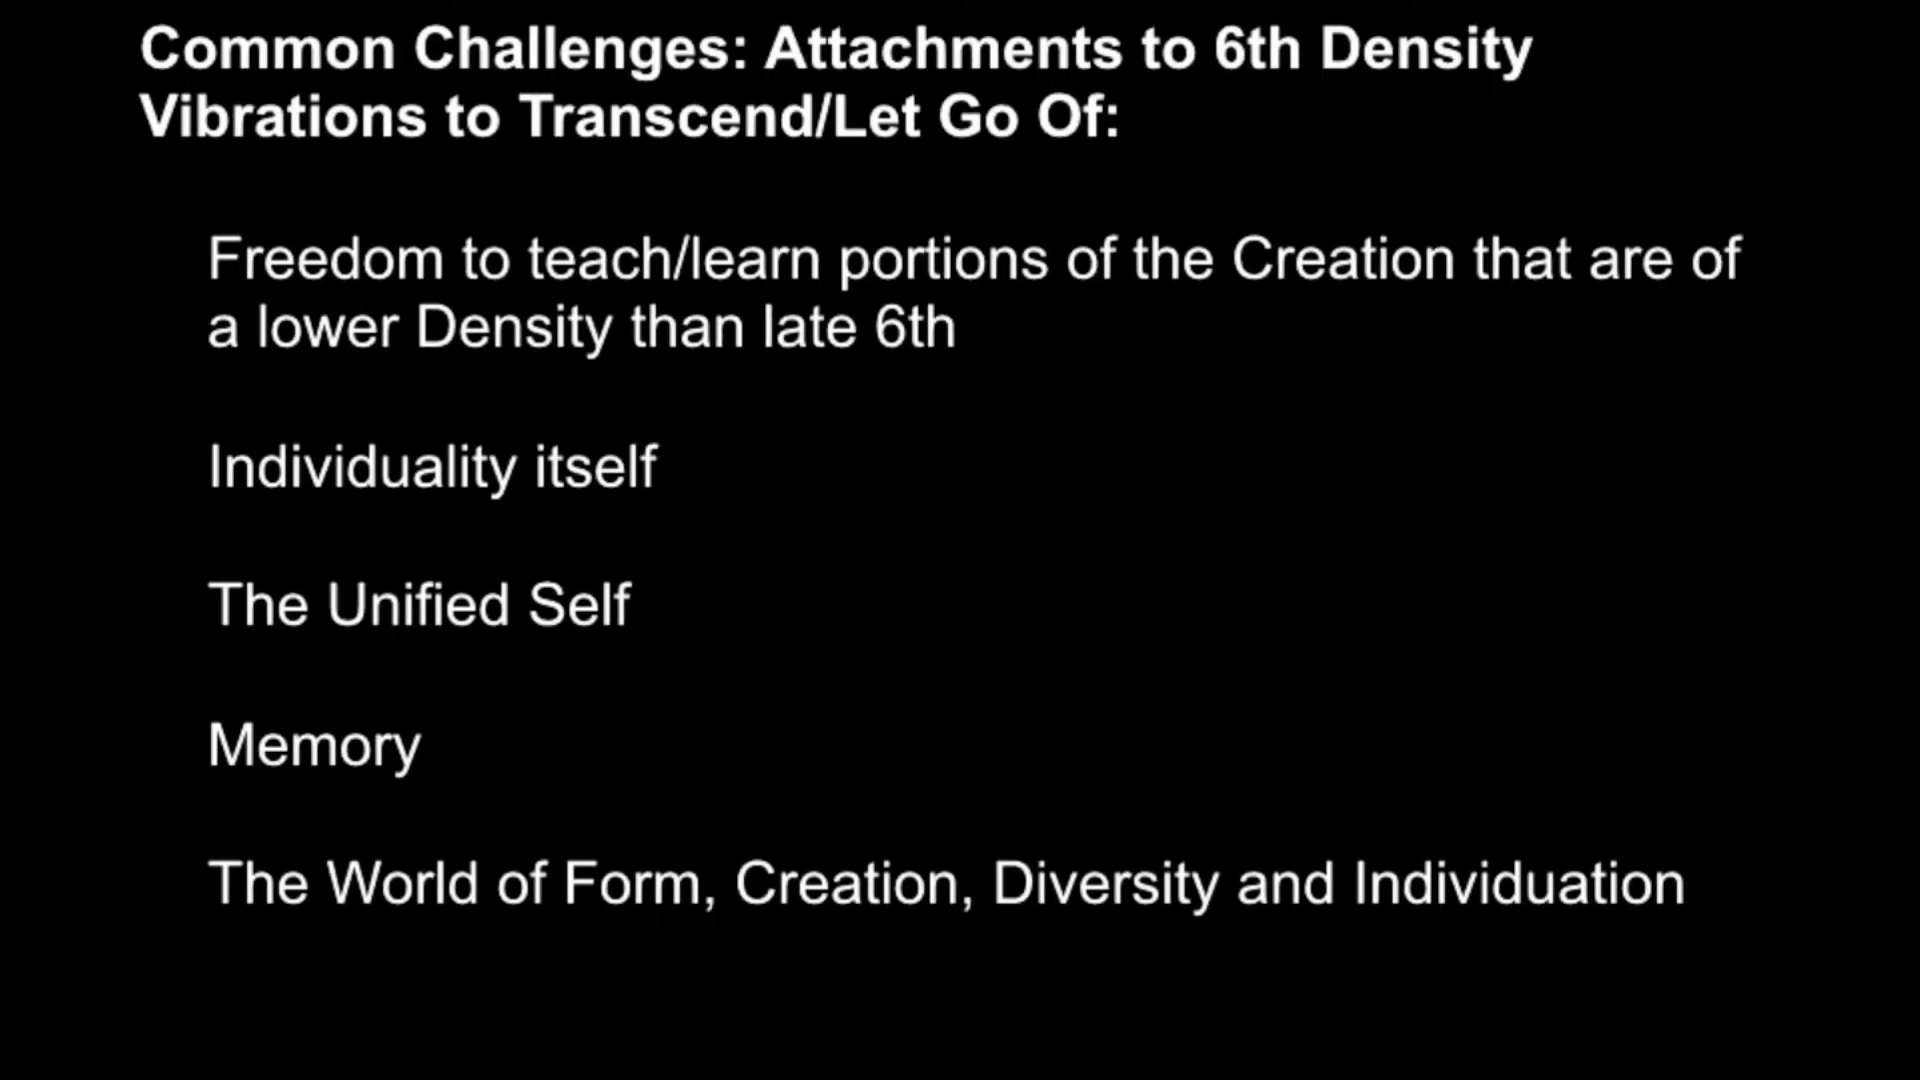 Common Challenges: Attachments to 6th Density
Vibrations to Transcend/Let Go Of:
Freedom to teach/learn portions of the Creation that are of
a lower Density than late 6th
Individuality itself
The Unified Self
Memory
The World of Form, Creation, Diversity and Individuation